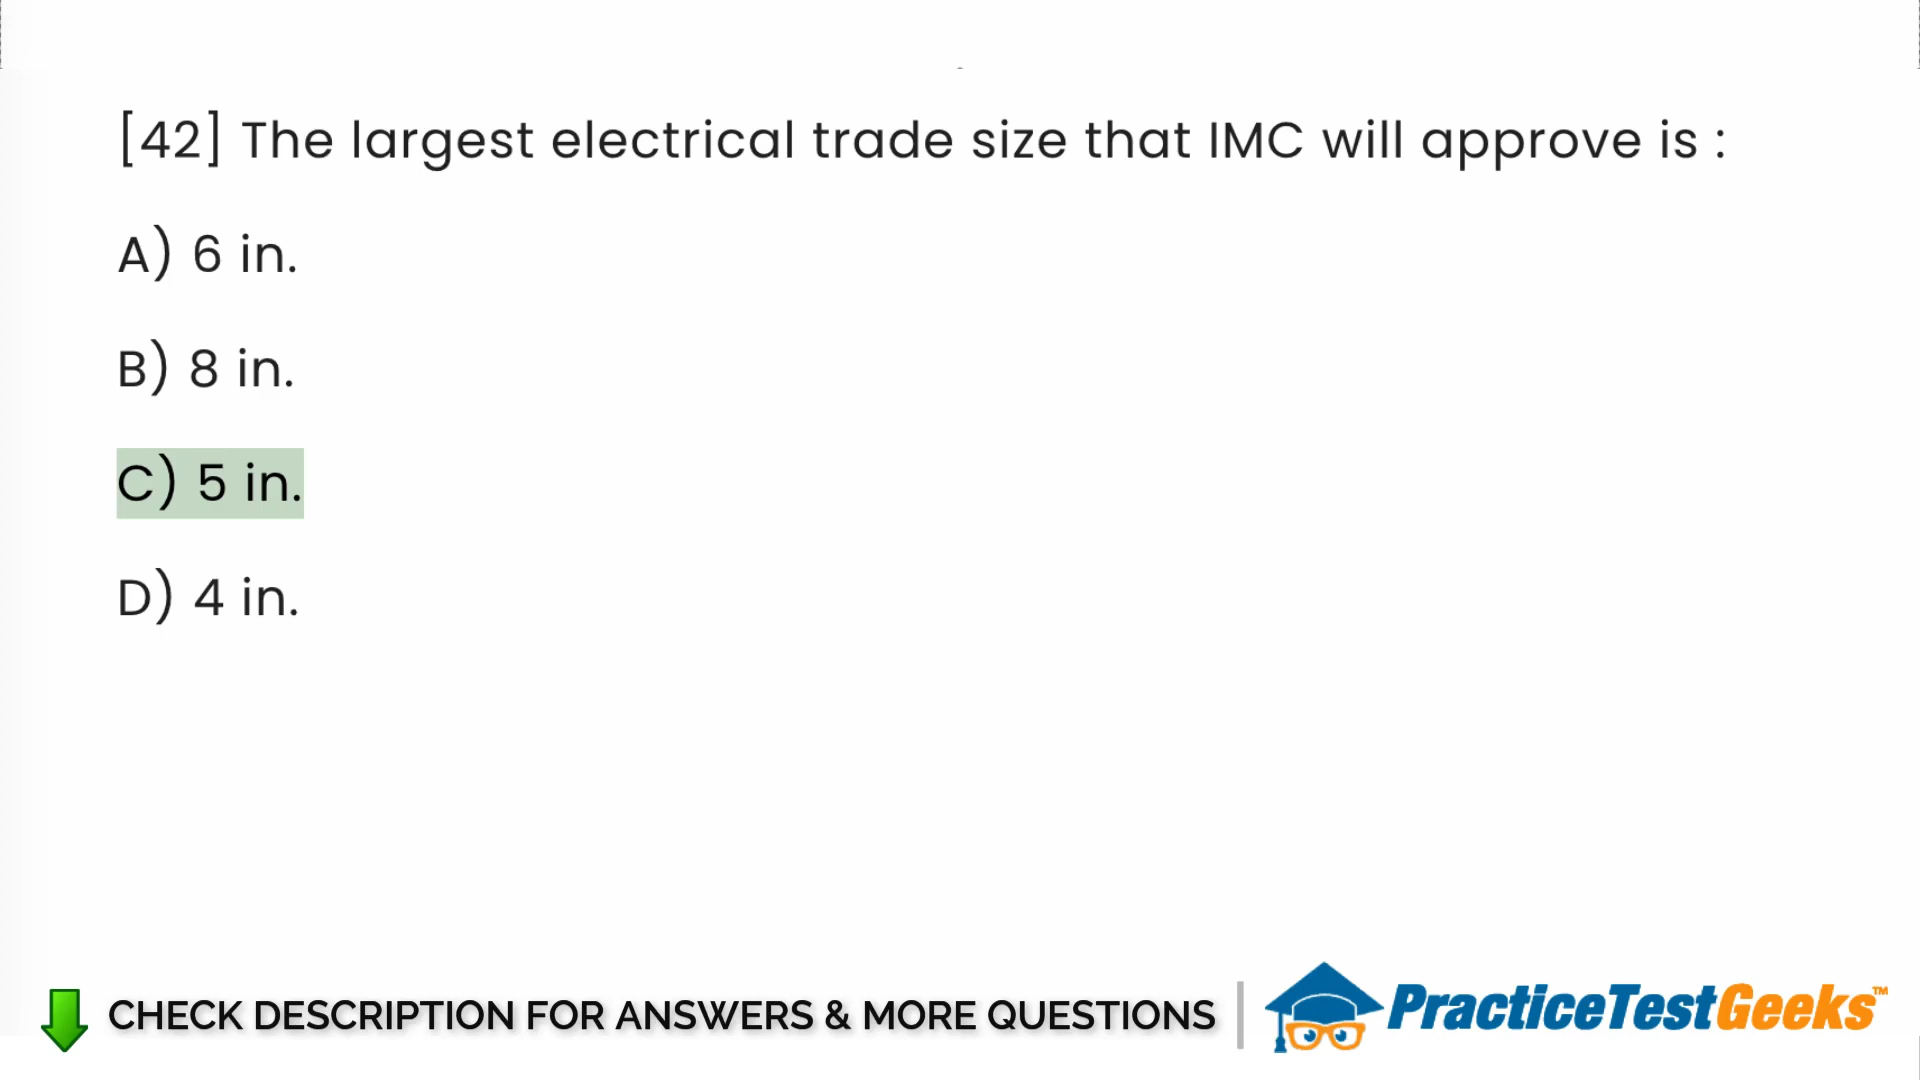 [42] The largest electrical trade size that IMC will approve is :
A) 6 in.
B) 8 in.
C) 5 in.
D) 4 in.
CHECK DESCRIPTION FOR ANSWERS & MORE QUESTIONS
PracticeTestGeeks™